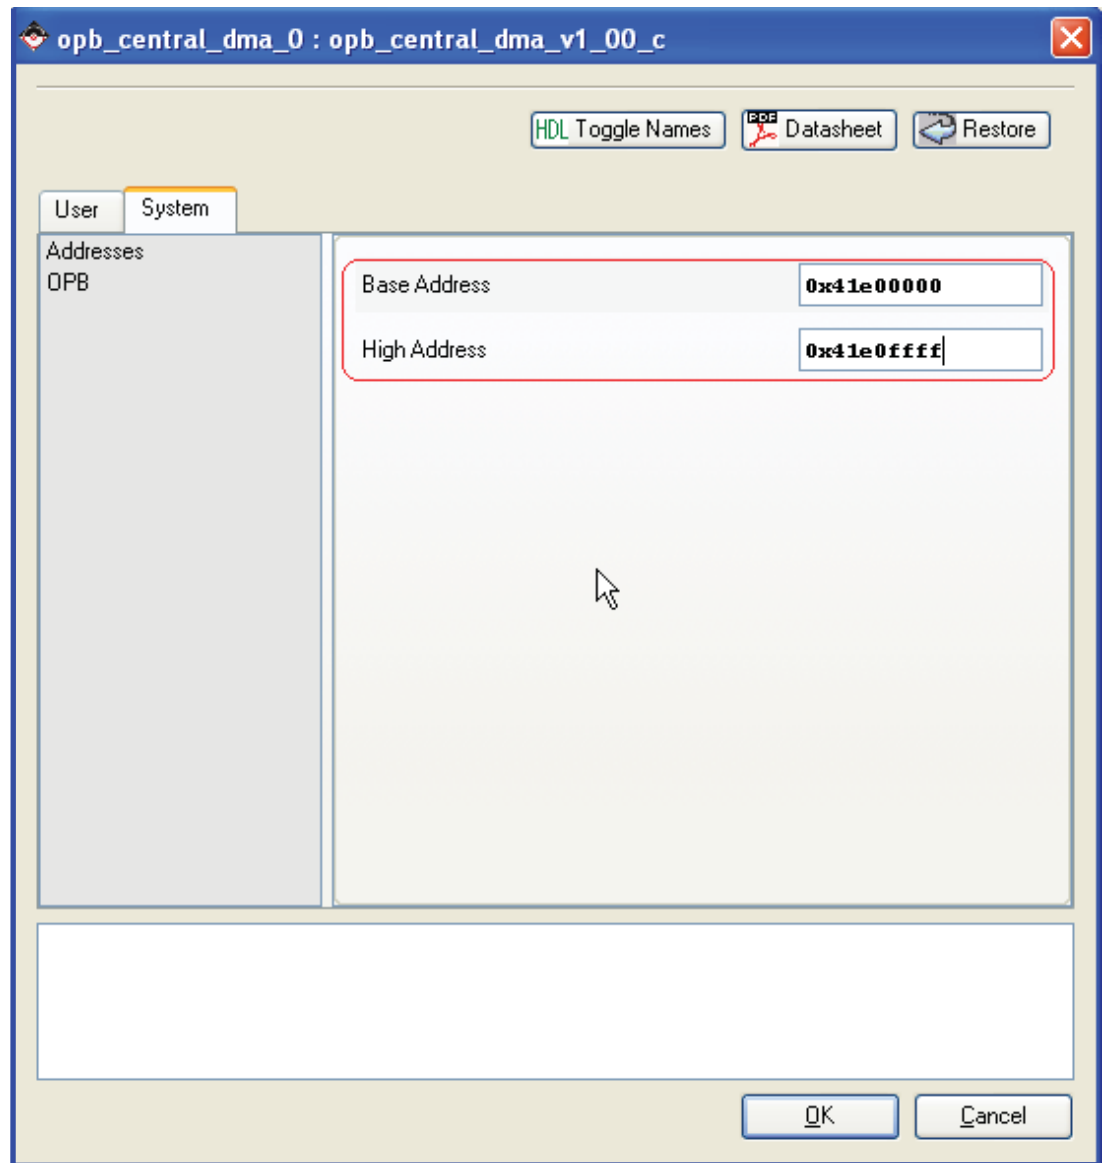 opb_central_dma_0 : opb_central_dma_v1_00_c
HDL Toggle Names
PDF Datasheet
Restore
User
System
Addresses
OPB
Base Address
0x41e00000
High Address
0x41e0ffff
OK
Cancel